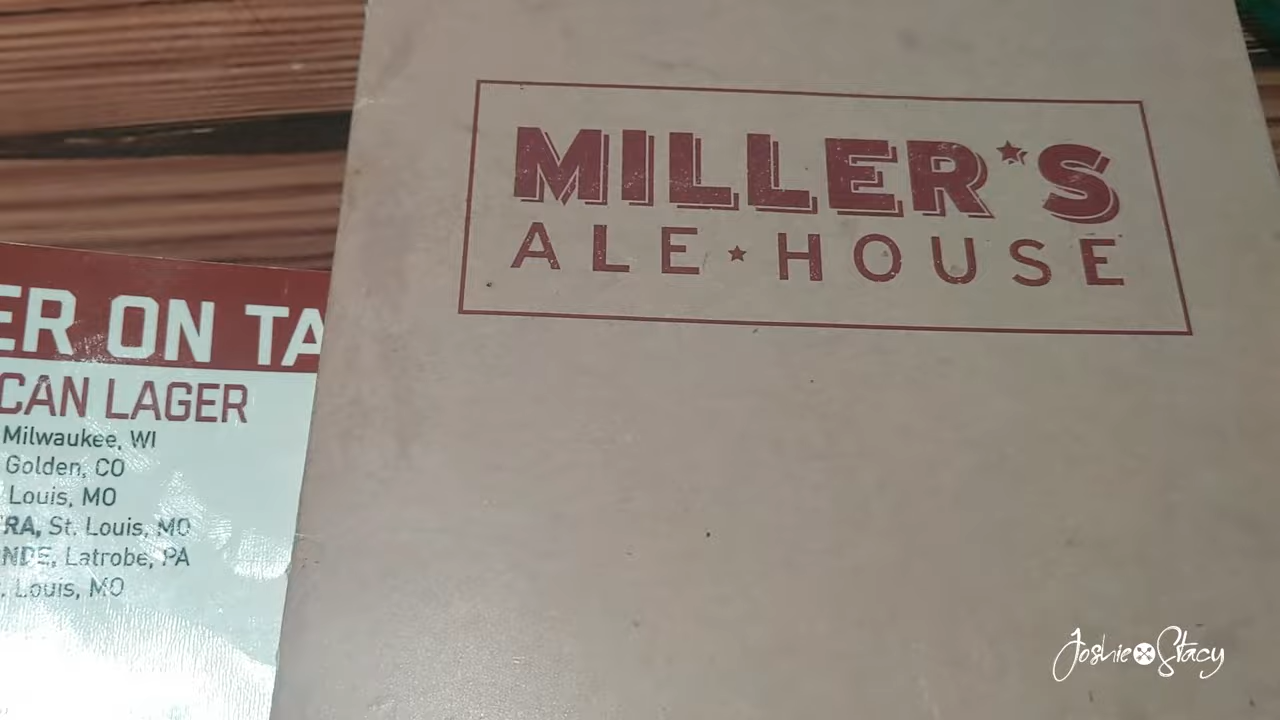 MILLER'S
ALE HOUSE
ER ON TA
CAN LAGER
Milwaukee, WI
Golden, CO
Louis, MO
RA, St. Louis, MO
NDE, Latrobe, PA
. Louis, MO
Joshie Stacy